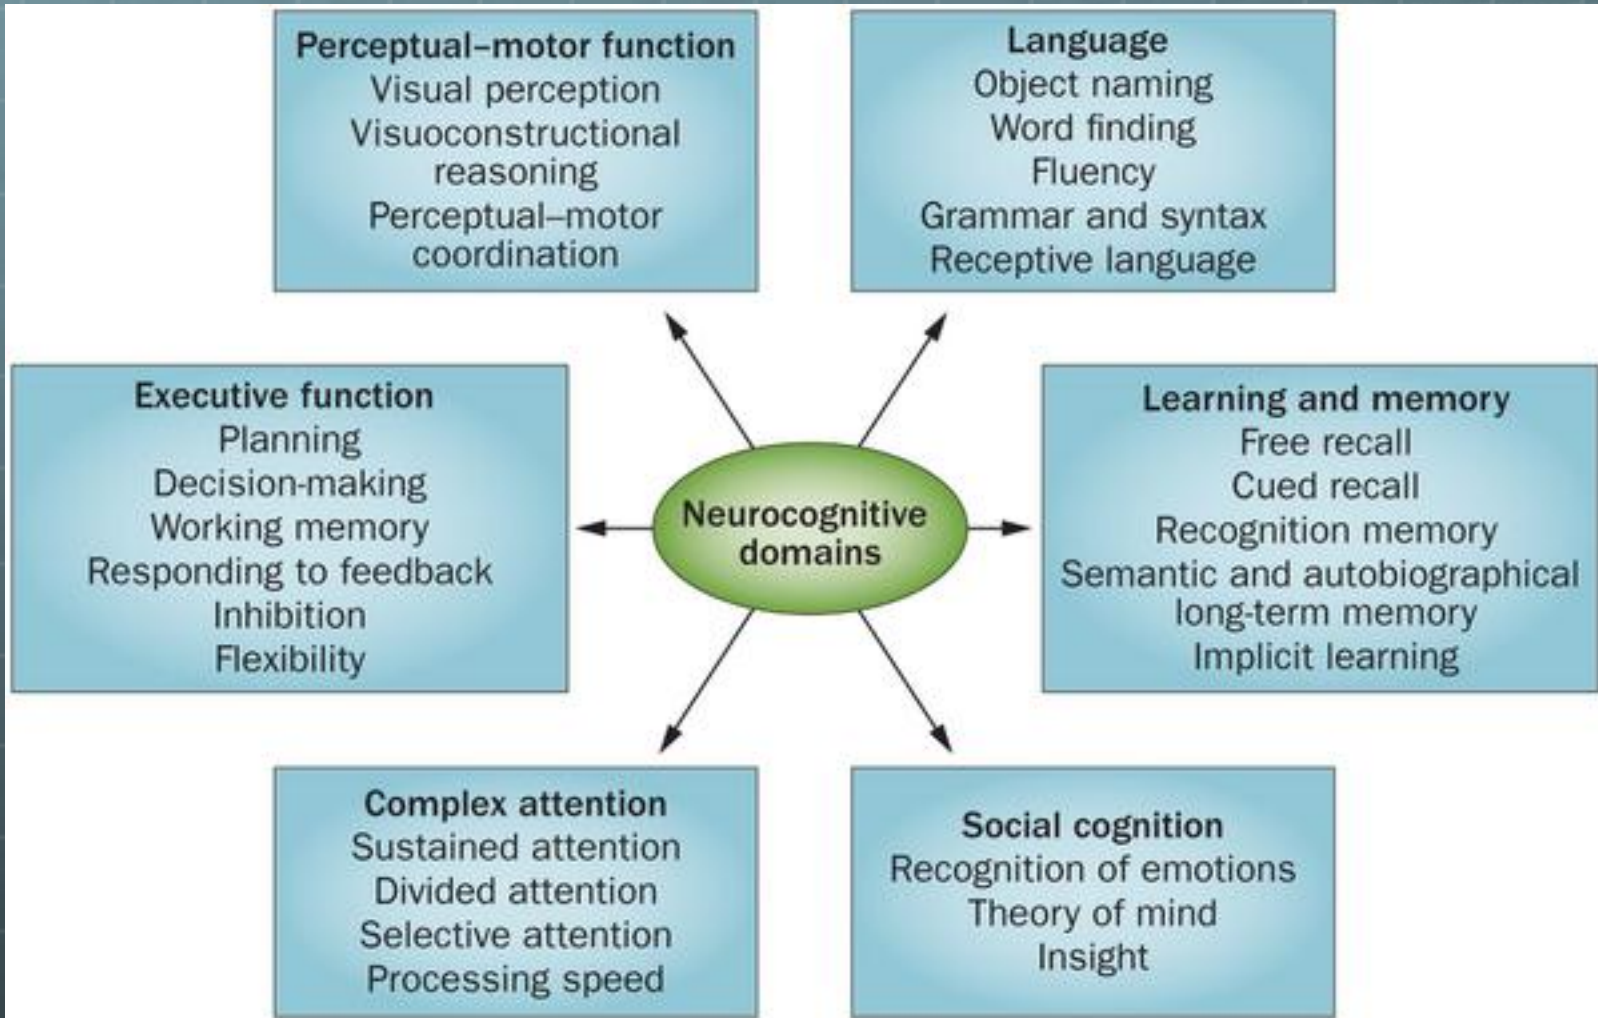 Perceptual–motor function
Visual perception
Visuoconstructional
reasoning
Perceptual–motor
coordination
Language
Object naming
Word finding
Fluency
Grammar and syntax
Receptive language
Executive function
Planning
Decision-making
Working memory
Responding to feedback
Inhibition
Flexibility
Neurocognitive
domains
Learning and memory
Free recall
Cued recall
Recognition memory
Semantic and autobiographical
long-term memory
Implicit learning
Complex attention
Sustained attention
Divided attention
Selective attention
Processing speed
Social cognition
Recognition of emotions
Theory of mind
Insight